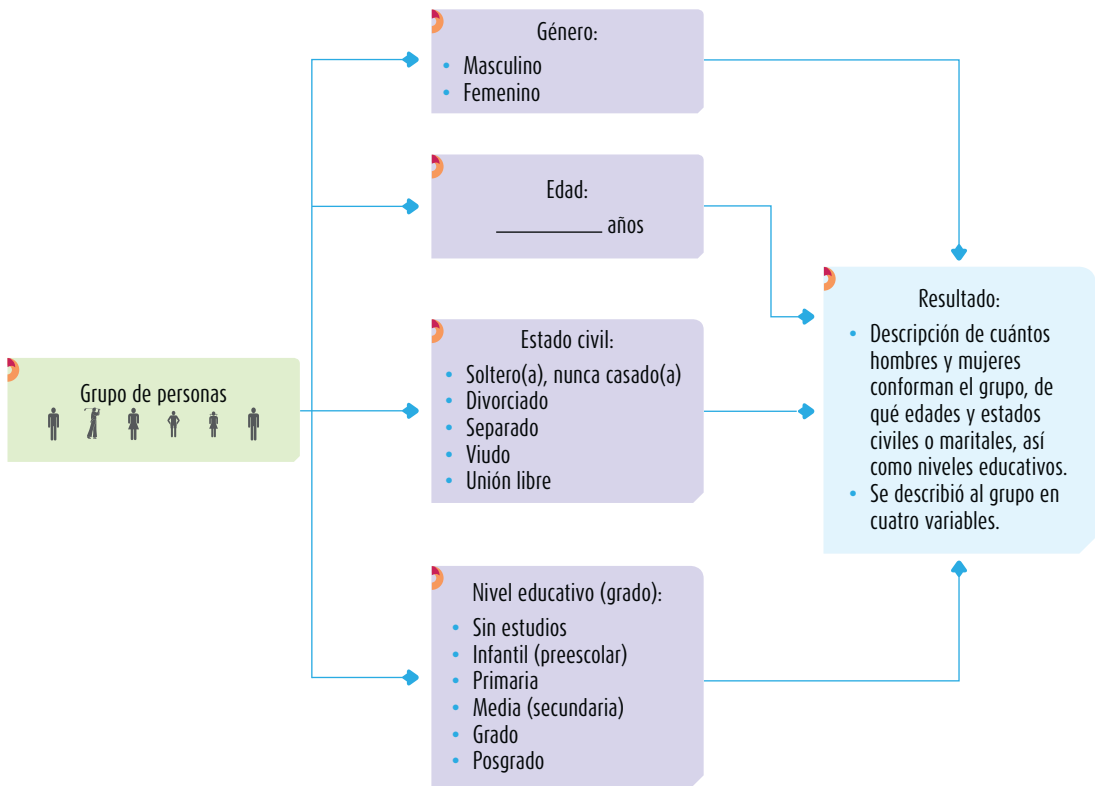 Género:
• Masculino
• Femenino
Edad:
__________ años
Estado civil:
• Soltero(a), nunca casado(a)
• Divorciado
• Separado
• Viudo
• Unión libre
Grupo de personas
Nivel educativo (grado):
• Sin estudios
• Infantil (preescolar)
• Primaria
• Media (secundaria)
• Grado
• Posgrado
Resultado:
• Descripción de cuántos
hombres y mujeres
conforman el grupo, de
qué edades y estados
civiles o maritales, así
como niveles educativos.
• Se describió al grupo en
cuatro variables.